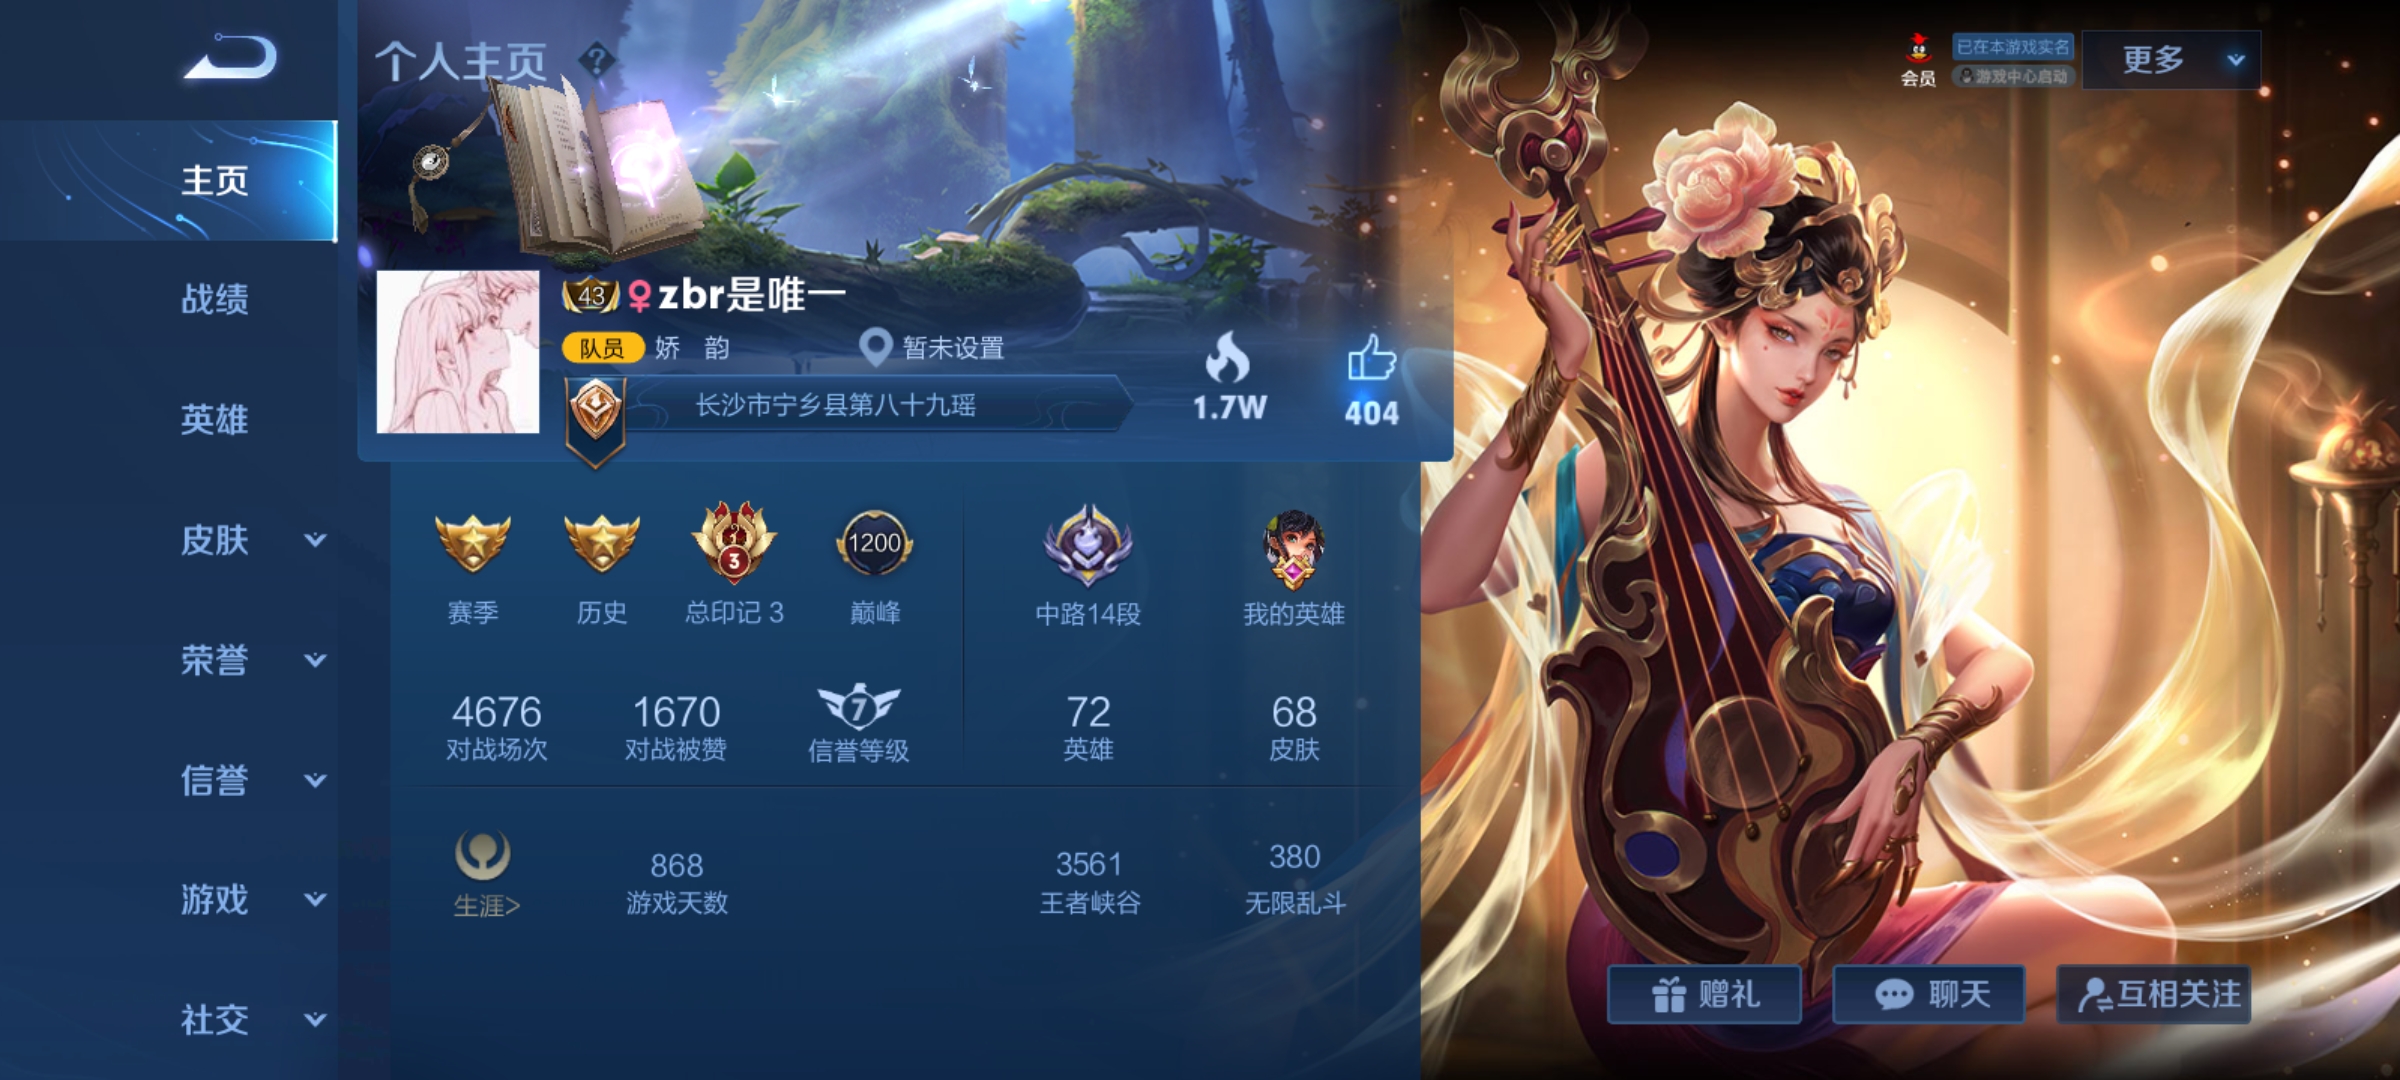 个人主页
?
会员
已在本游戏实名
游戏中心启动
更多
主页
战绩
英雄
皮肤
荣誉
信誉
游戏
社交
43 zbr是唯一
队员 娇 韵
暂未设置
长沙市宁乡县第八十九瑶
1.7W
404
3
1200
赛季
历史
总印记 3
巅峰
中路14段
我的英雄
4676
对战场次
1670
对战被赞
7
信誉等级
72
英雄
68
皮肤
生涯>
868
游戏天数
3561
王者峡谷
380
无限乱斗
赠礼
聊天
互相关注